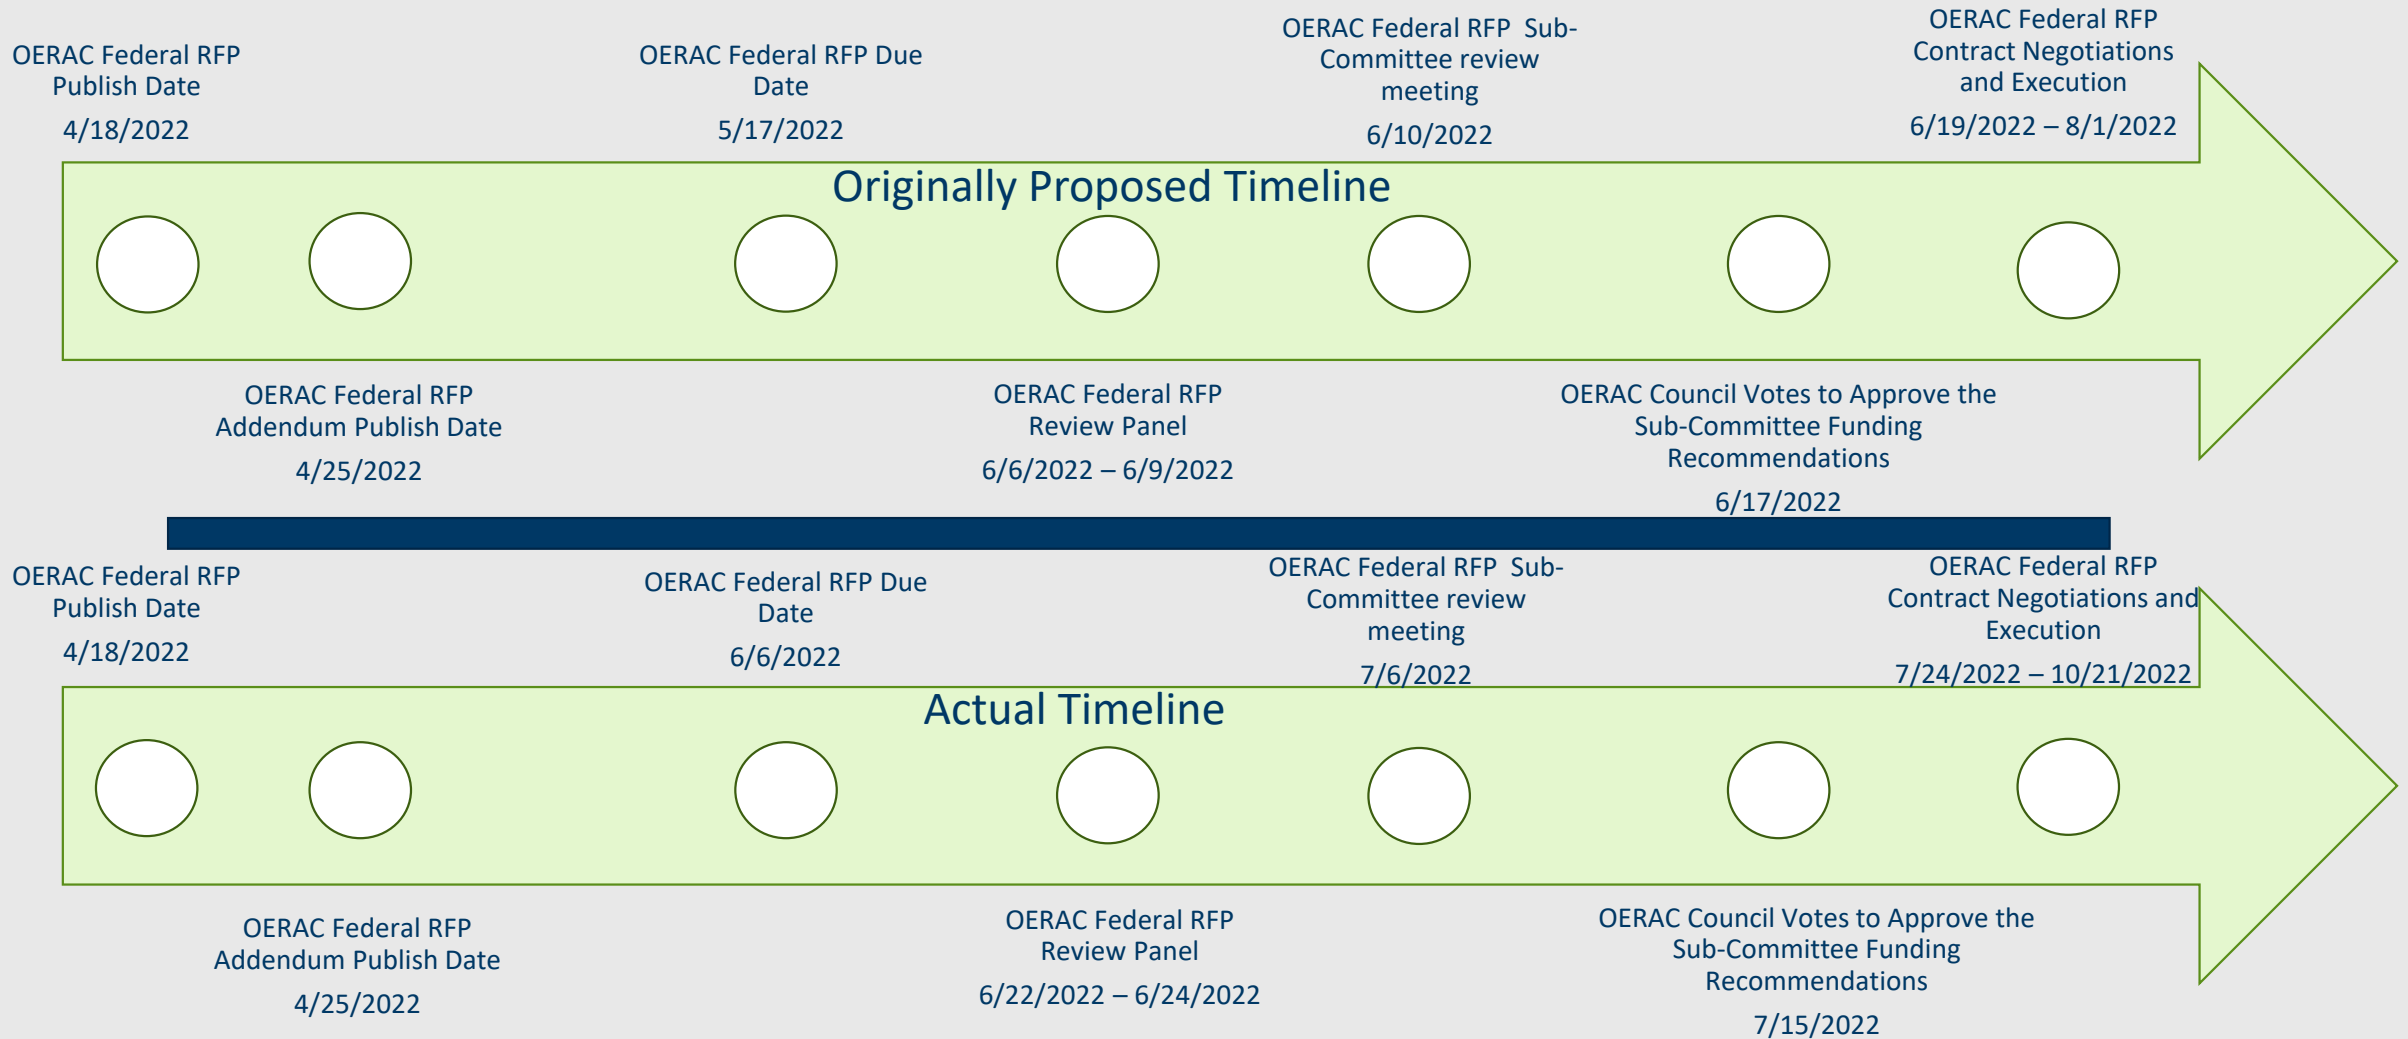 OERAC Federal RFP
Publish Date
4/18/2022
OERAC Federal RFP Due
Date
5/17/2022
OERAC Federal RFP  Sub-
Committee review
meeting
6/10/2022
OERAC Federal RFP
Contract Negotiations
and Execution
6/19/2022 – 8/1/2022
Originally Proposed Timeline
OERAC Federal RFP
Addendum Publish Date
4/25/2022
OERAC Federal RFP
Review Panel
6/6/2022 – 6/9/2022
OERAC Council Votes to Approve the
Sub-Committee Funding
Recommendations
6/17/2022
OERAC Federal RFP
Publish Date
4/18/2022
OERAC Federal RFP Due
Date
6/6/2022
OERAC Federal RFP  Sub-
Committee review
meeting
7/6/2022
OERAC Federal RFP
Contract Negotiations and
Execution
7/24/2022 – 10/21/2022
Actual Timeline
OERAC Federal RFP
Addendum Publish Date
4/25/2022
OERAC Federal RFP
Review Panel
6/22/2022 – 6/24/2022
OERAC Council Votes to Approve the
Sub-Committee Funding
Recommendations
7/15/2022